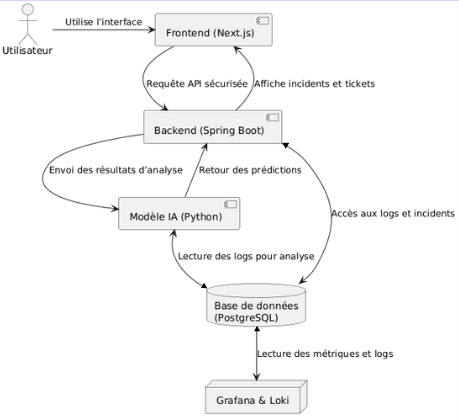 Utilise l'interface
Frontend (Next.js)
Utilisateur
Requête API sécurisée
Affiche incidents et tickets
Backend (Spring Boot)
Envoi des résultats d'analyse
Retour des prédictions
Modèle IA (Python)
Accès aux logs et incidents
Lecture des logs pour analyse
Base de données
(PostgreSQL)
Lecture des métriques et logs
Grafana & Loki